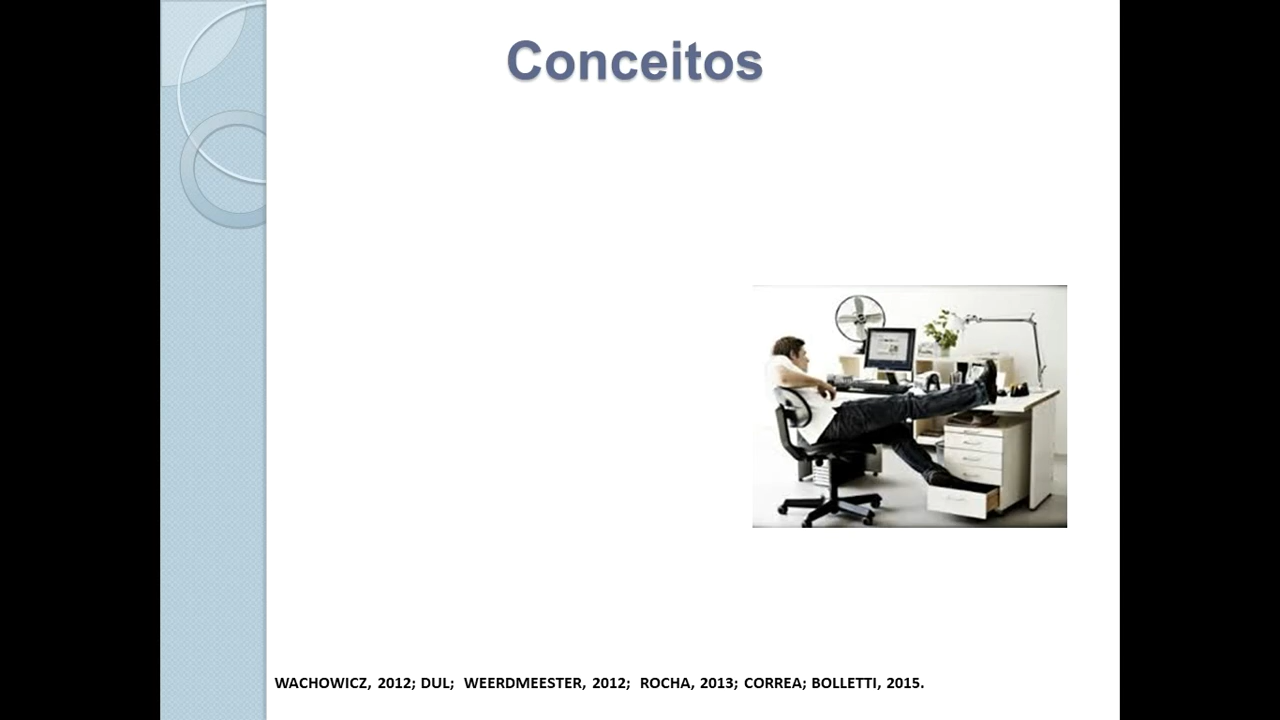 Conceitos
WACHOWICZ, 2012; DUL;  WEERDMEESTER, 2012;  ROCHA, 2013; CORREA; BOLLETTI, 2015.